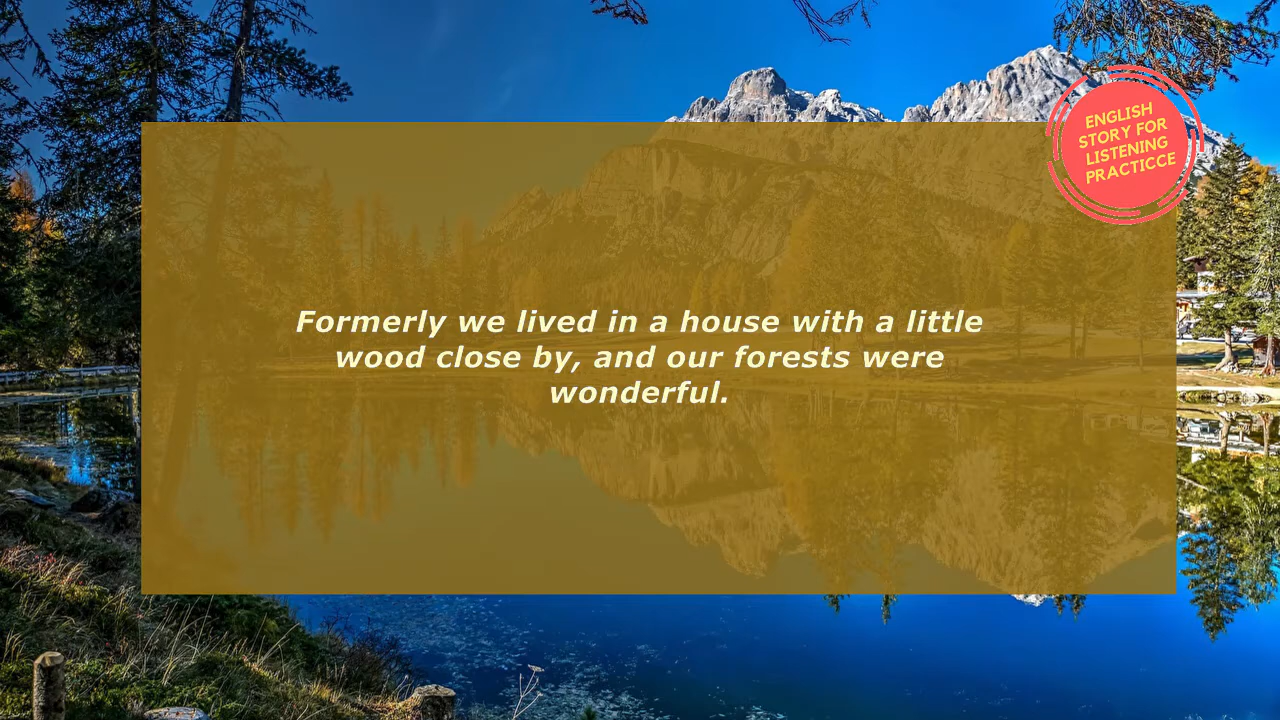 ENGLISH
STORY FOR
LISTENING
PRACTICCE
Formerly we lived in a house with a little
wood close by, and our forests were
wonderful.